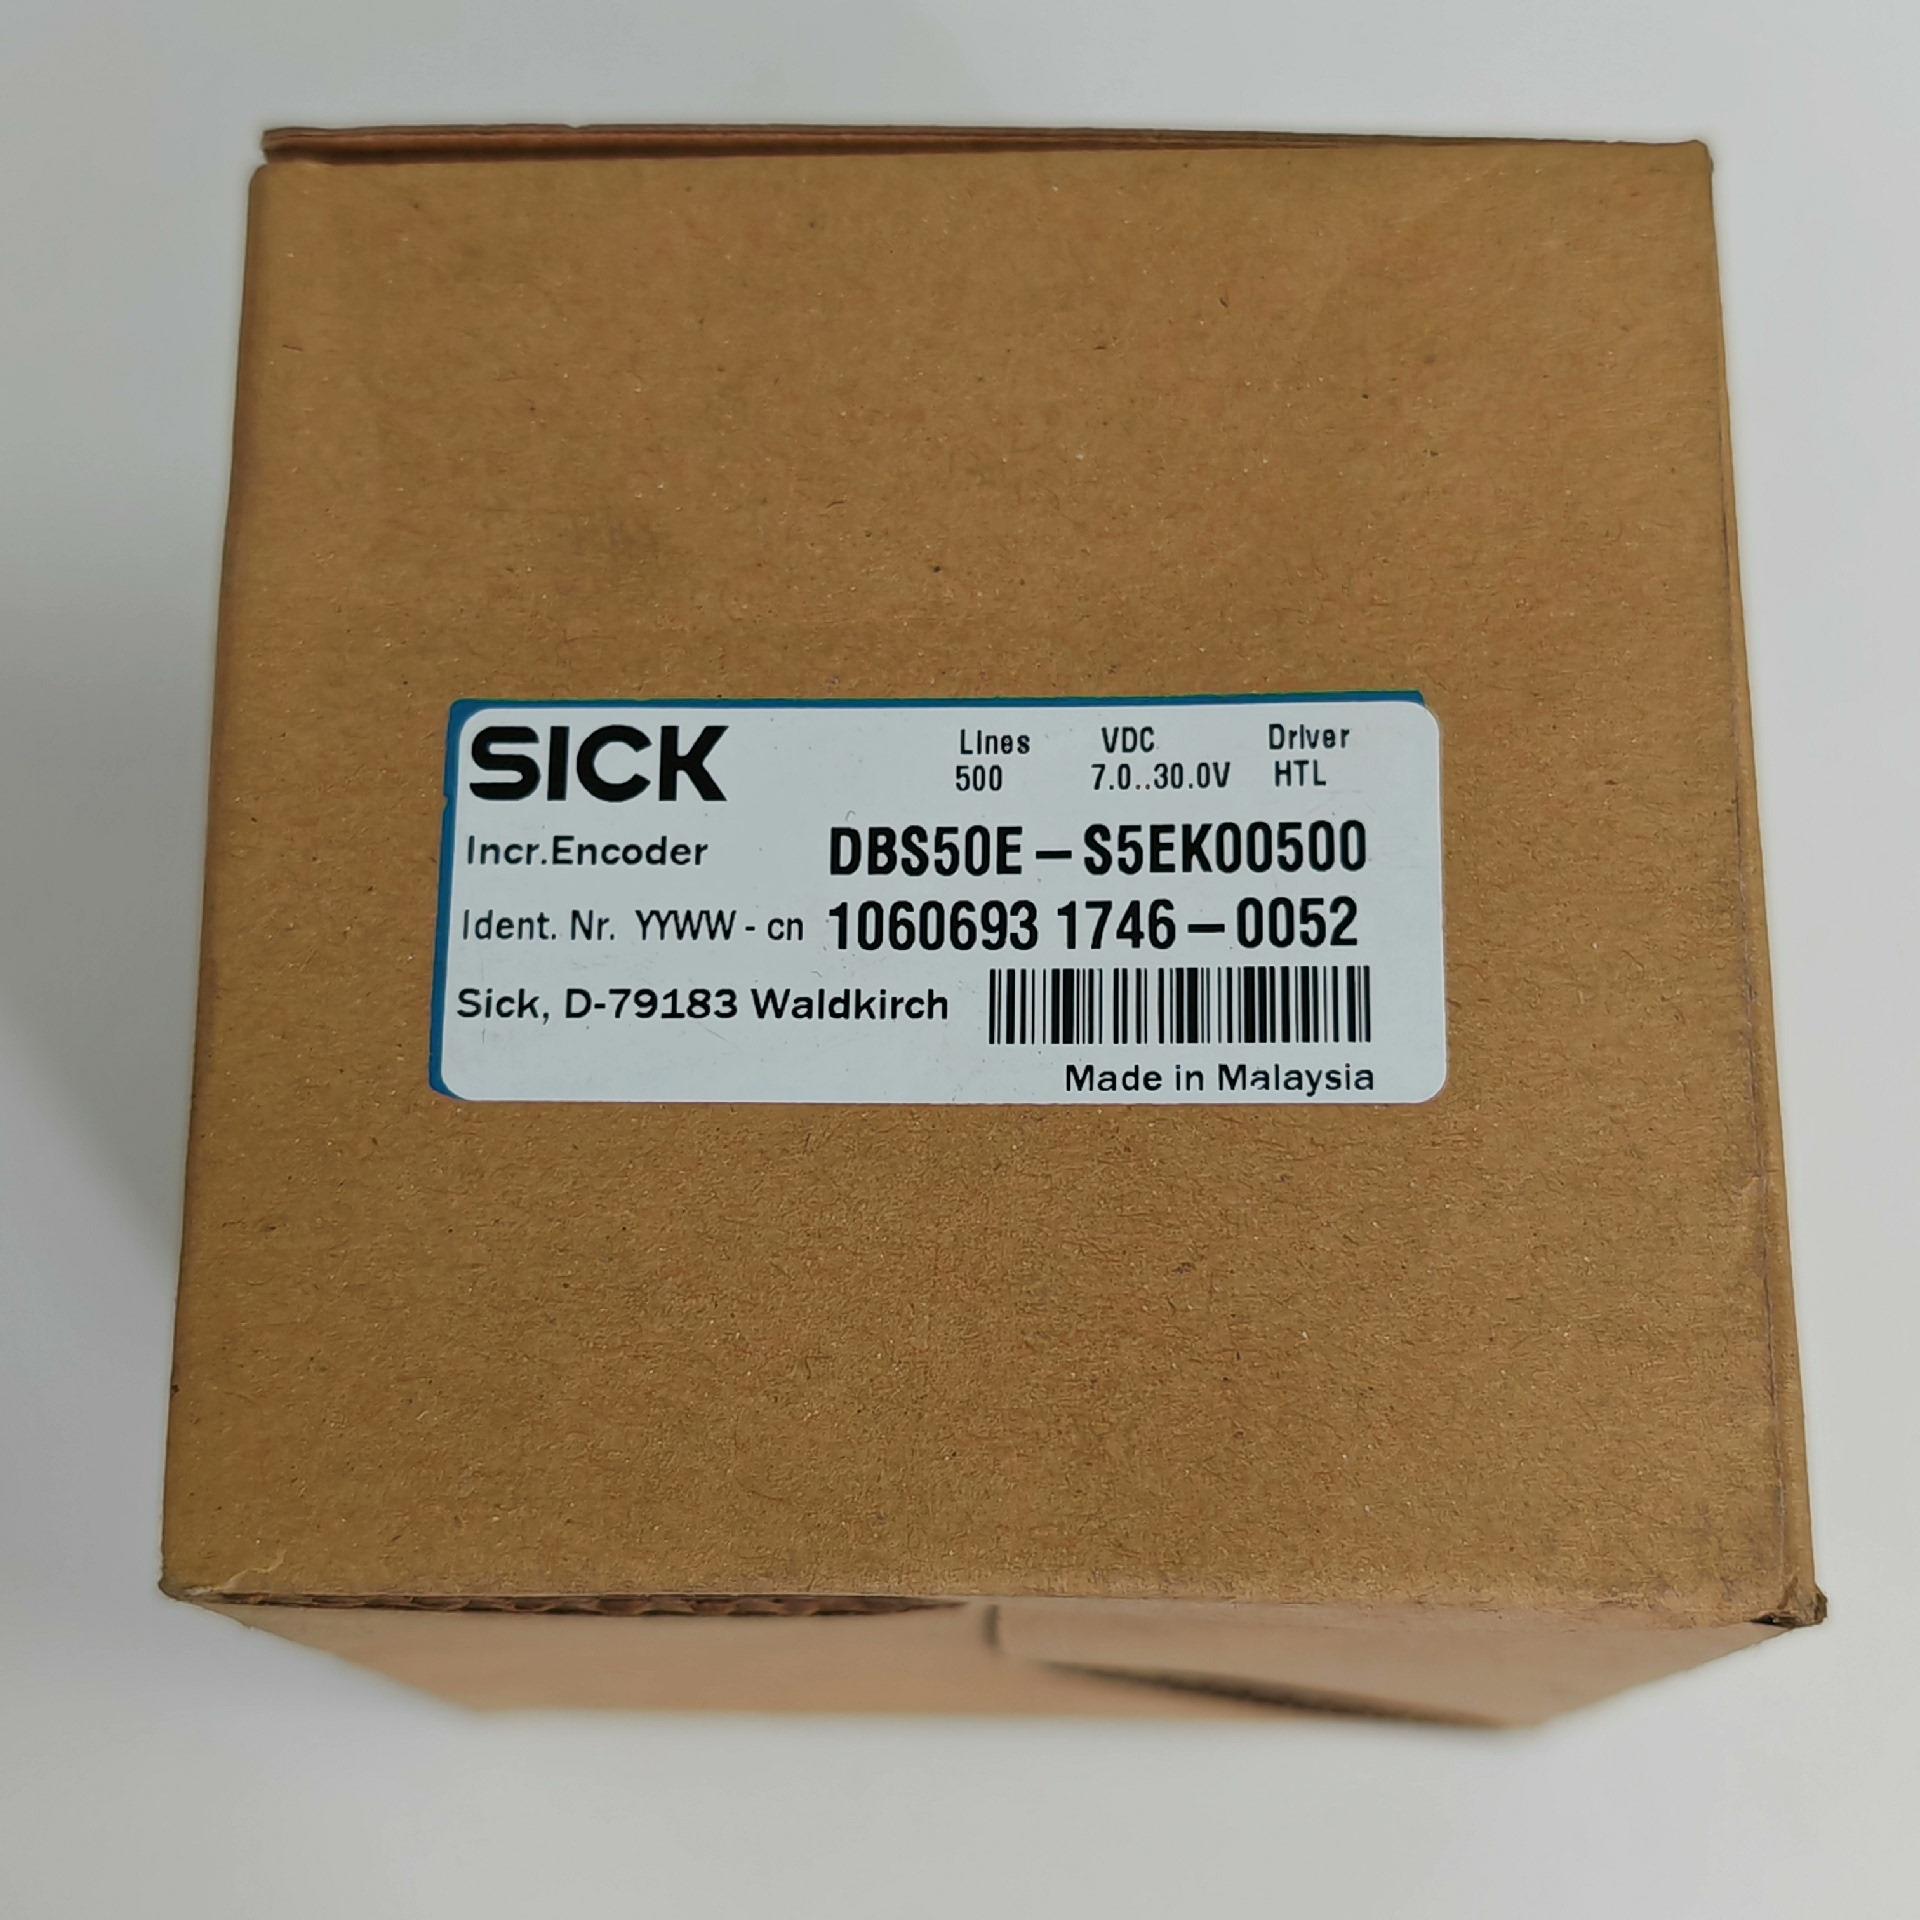 SICK Lines VDC Driver
500 7.0..30.0V HTL
Incr.Encoder DBS50E-S5EK00500
Ident. Nr. YYWW - cn 1060693 1746-0052
Sick, D-79183 Waldkirch
Made in Malaysia